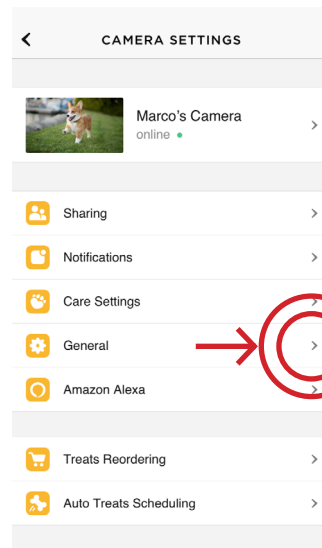 CAMERA SETTINGS
Marco's Camera
online
Sharing
Notifications
Care Settings
General
Amazon Alexa
Treats Reordering
Auto Treats Scheduling